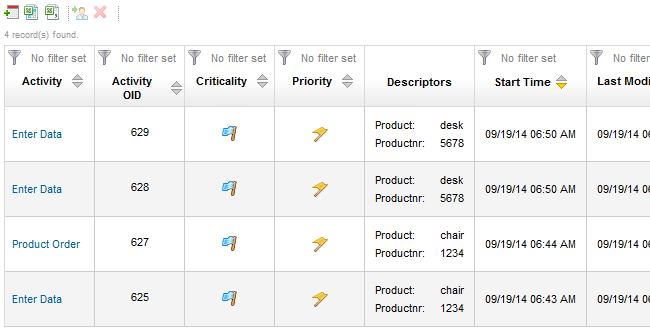 4 record(s) found.
No filter set No filter set No filter set No filter set No filter set No filter
Activity Activity OID Criticality Priority Descriptors Start Time Last Modi
Enter Data 629 Product: desk 09/19/14 06:50 AM 09/19/14 06
Productnr: 5678
Enter Data 628 Product: desk 09/19/14 06:50 AM 09/19/14 06
Productnr: 5678
Product Order 627 Product: chair 09/19/14 06:44 AM 09/19/14 06
Productnr: 1234
Enter Data 625 Product: chair 09/19/14 06:43 AM 09/19/14 06
Productnr: 1234